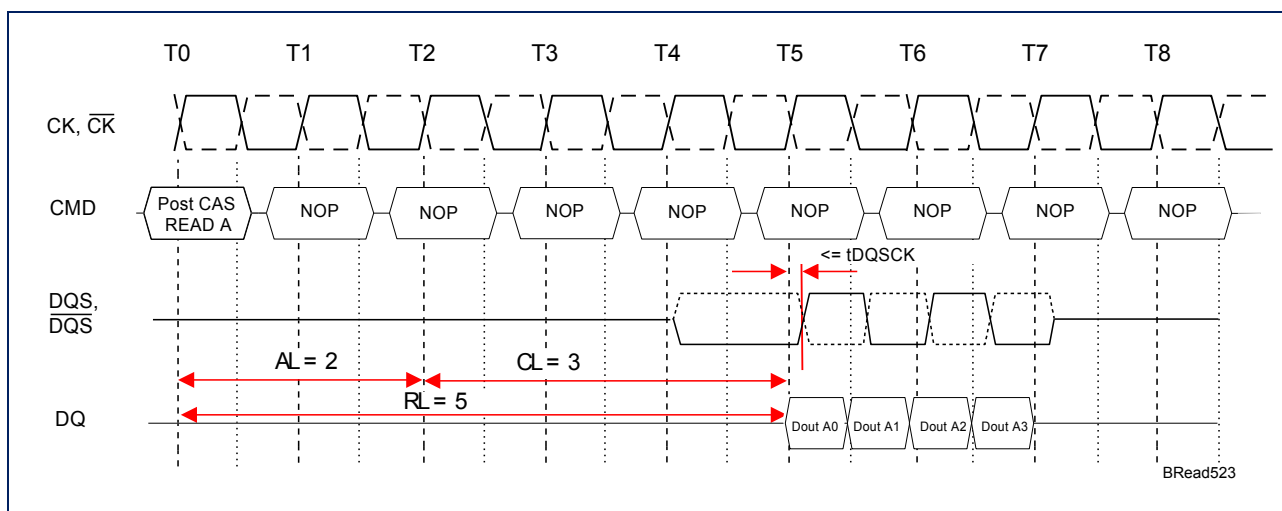 T0 T1 T2 T3 T4 T5 T6 T7 T8
CK, C̅K̅
CMD Post CAS READ A NOP NOP NOP NOP NOP NOP NOP NOP
<= tDQSCK
DQS,
D̅Q̅S̅
AL = 2 CL = 3
RL = 5
DQ Dout A0 Dout A1 Dout A2 Dout A3
BRead523